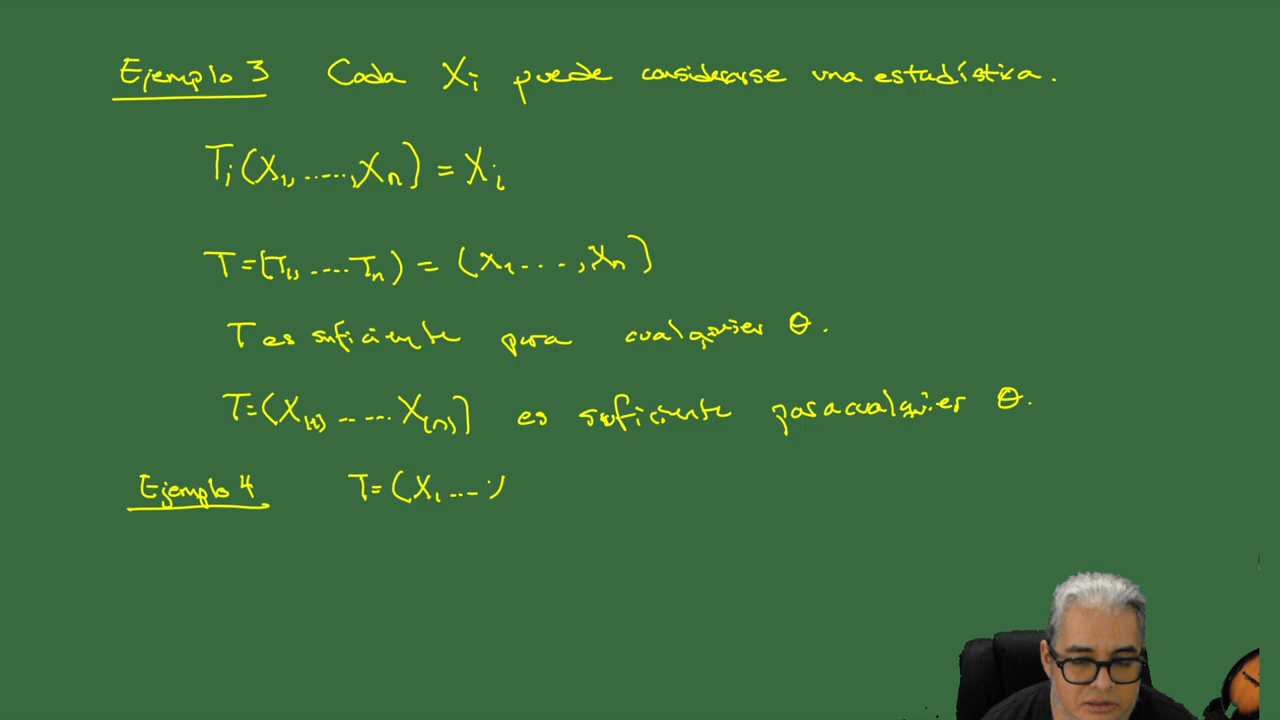 Ejemplo 3 Cada Xi puede considerarse una estadística.
Ti(X1, ....., Xn) = Xi
T=(T1, .... Tn) = (X1 . . . , Xn)
T es suficiente para cualquier θ.
T=(X(1) ..... X(n)) es suficiente para cualquier θ.
Ejemplo 4 T= (X1 ....